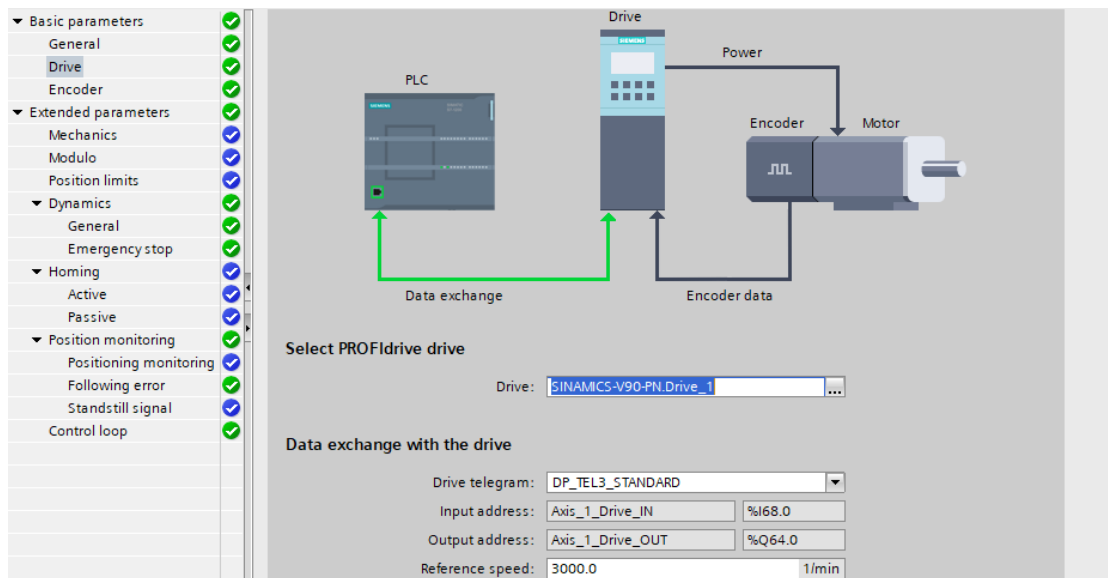 Basic parameters
General
Drive
Encoder
Extended parameters
Mechanics
Modulo
Position limits
Dynamics
General
Emergency stop
Homing
Active
Passive
Position monitoring
Positioning monitoring
Following error
Standstill signal
Control loop
Drive
SIEMENS
Power
PLC
SIEMENS
Encoder
Motor
Data exchange
Encoder data
Select PROFIdrive drive
Drive: SINAMICS-V90-PN.Drive_1 ...
Data exchange with the drive
Drive telegram: DP_TEL3_STANDARD
Input address: Axis_1_Drive_IN %I68.0
Output address: Axis_1_Drive_OUT %Q64.0
Reference speed: 3000.0 1/min